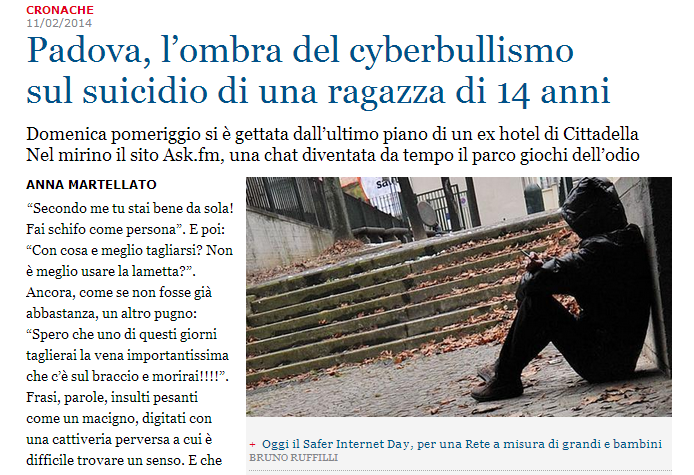 CRONACHE
11/02/2014
Padova, l'ombra del cyberbullismo
sul suicidio di una ragazza di 14 anni
Domenica pomeriggio si è gettata dall'ultimo piano di un ex hotel di Cittadella
Nel mirino il sito Ask.fm, una chat diventata da tempo il parco giochi dell'odio
ANNA MARTELLATO
“Secondo me tu stai bene da sola!
Fai schifo come persona”. E poi:
“Con cosa e meglio tagliarsi? Non
è meglio usare la lametta?”.
Ancora, come se non fosse già
abbastanza, un altro pugno:
“Spero che uno di questi giorni
taglierai la vena importantissima
che c'è sul braccio e morirai!!!!”.
Frasi, parole, insulti pesanti
come un macigno, digitati con
una cattiveria perversa a cui è
difficile trovare un senso. E che
+ Oggi il Safer Internet Day, per una Rete a misura di grandi e bambini
BRUNO RUFFILLI